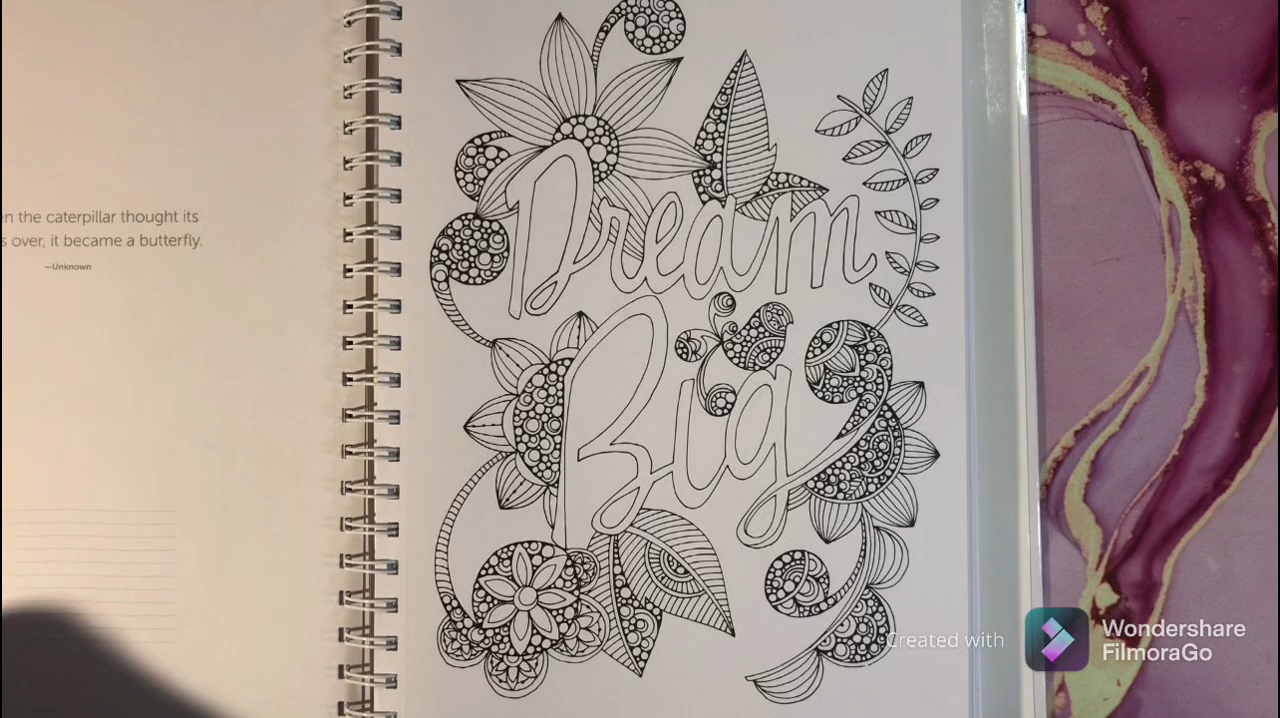 en the caterpillar thought its
s over, it became a butterfly.
—Unknown
Dream
Big
Created with
Wondershare
FilmoraGo